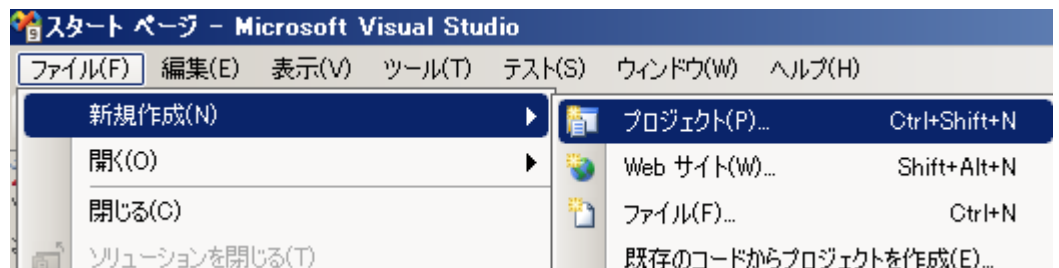 スタート ページ - Microsoft Visual Studio
ファイル(F) 編集(E) 表示(V) ツール(T) テスト(S) ウィンドウ(W) ヘルプ(H)
新規作成(N)
開く(O)
閉じる(C)
ソリューションを閉じる(T)
プロジェクト(P)... Ctrl+Shift+N
Web サイト(W)... Shift+Alt+N
ファイル(F)... Ctrl+N
既存のコードからプロジェクトを作成(E)...